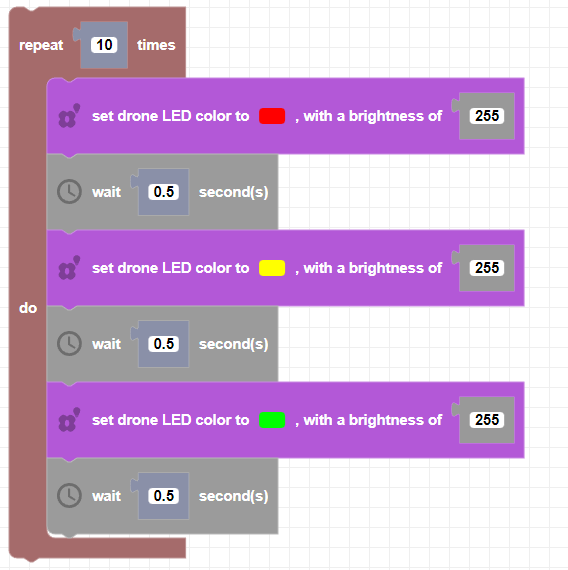 repeat 10 times
set drone LED color to , with a brightness of 255
wait 0.5 second(s)
set drone LED color to , with a brightness of 255
do
wait 0.5 second(s)
set drone LED color to , with a brightness of 255
wait 0.5 second(s)